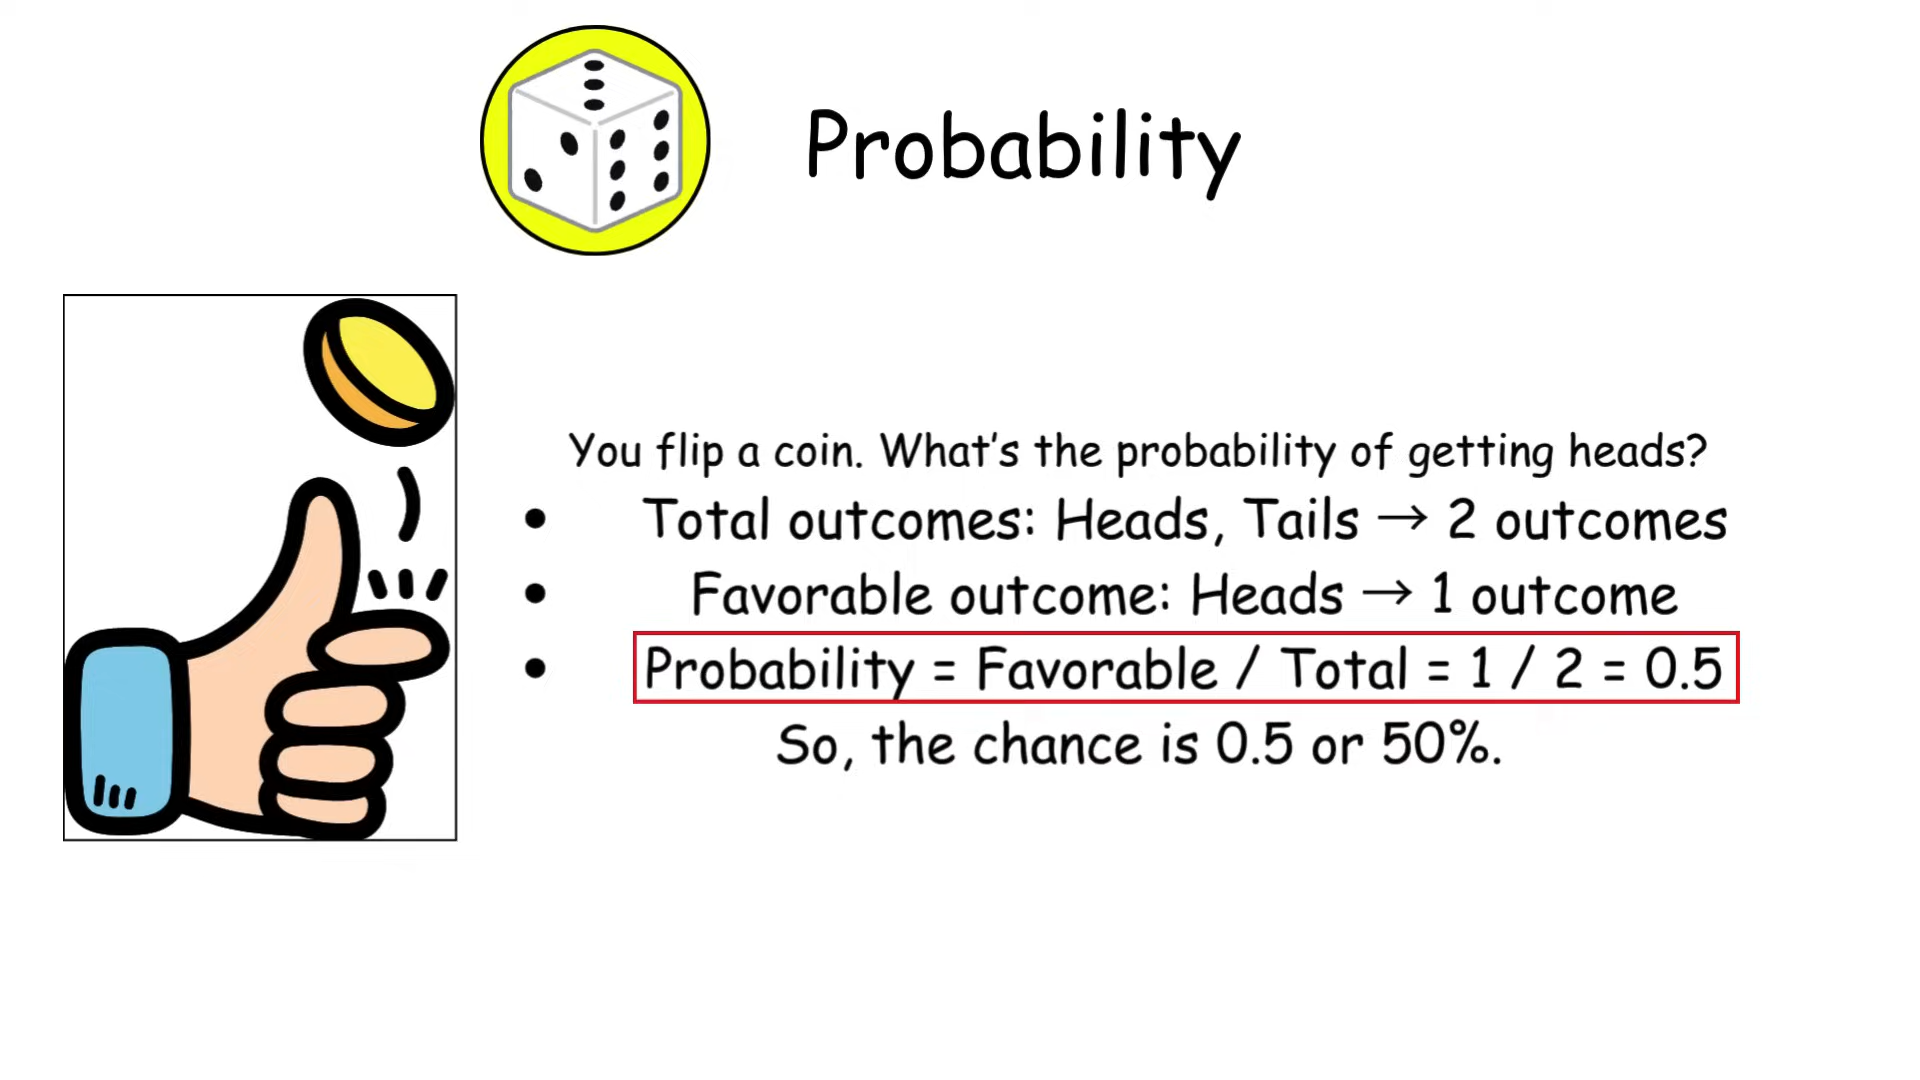 Probability
You flip a coin. What's the probability of getting heads?
• Total outcomes: Heads, Tails → 2 outcomes
• Favorable outcome: Heads → 1 outcome
• Probability = Favorable / Total = 1 / 2 = 0.5
So, the chance is 0.5 or 50%.